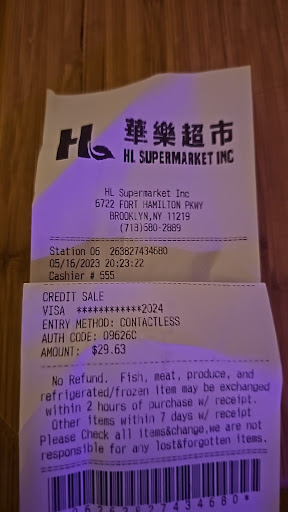 HL 華樂超市
HL SUPERMARKET INC
HL Supermarket Inc
6722 FORT HAMILTON PKWY
BROOKLYN,NY 11219
(718)680-2889
Station 06 263827434680
05/16/2023 20:23:22
Cashier # 555
CREDIT SALE
VISA ************2024
ENTRY METHOD: CONTACTLESS
AUTH CODE: 09626C
AMOUNT: $29.63
No Refund. Fish, meat, produce, and
refrigerated/frozen item may be exchanged
within 2 hours of purchase w/ receipt.
Other items within 7 days w/ receipt
Please Check all items&change,we are not
responsible for any lost&forgotten items.